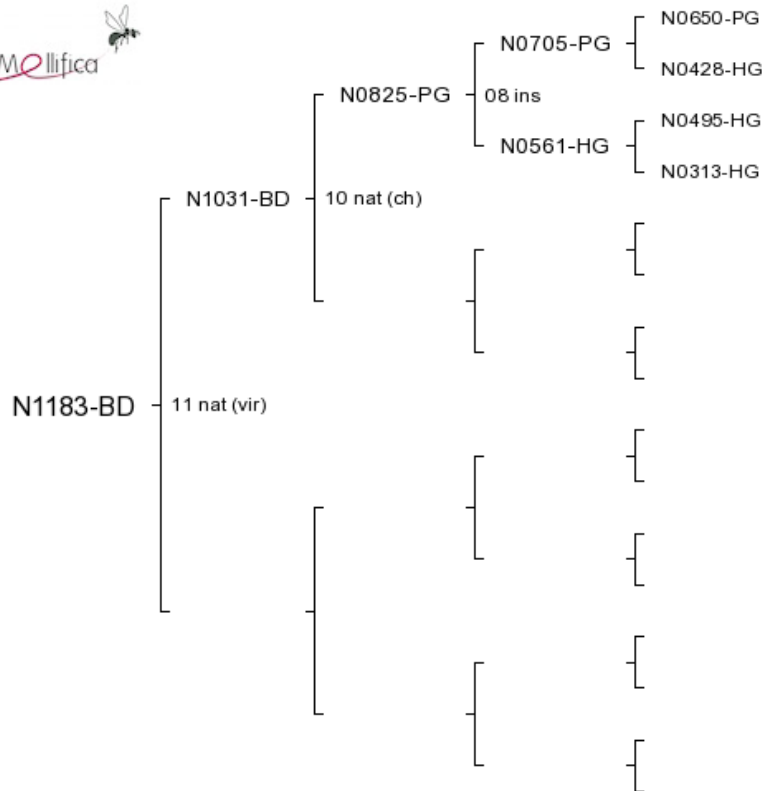 Mellifica
N0650-PG
N0705-PG
N0428-HG
N0825-PG
08 ins
N0495-HG
N0561-HG
N0313-HG
N1031-BD
10 nat (ch)
N1183-BD
11 nat (vir)